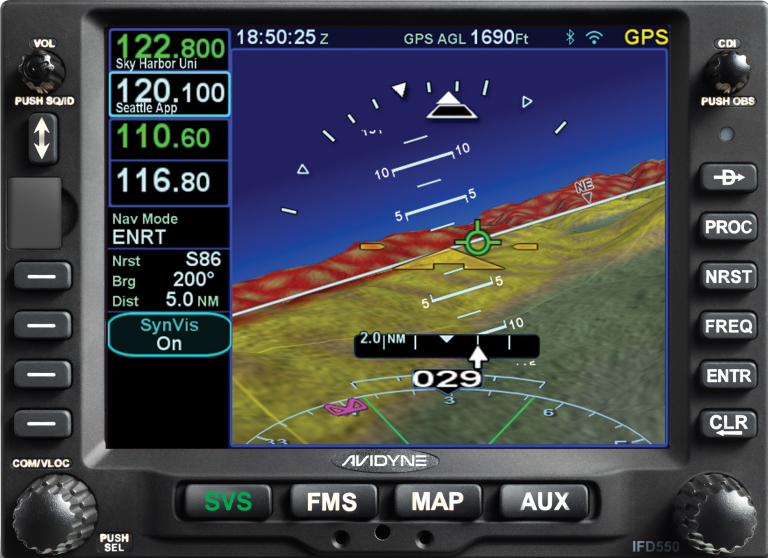 VOL
PUSH SQ/ID
COM/VLOC
PUSH
SEL
122.800
Sky Harbor Uni
120.100
Seattle App
110.60
116.80
Nav Mode
ENRT
Nrst S86
Brg 200°
Dist 5.0 NM
SynVis
On
18:50:25 Z GPS AGL 1690Ft GPS
10 10
5 5
NE
5 5
10
2.0 NM
029
33 3 6
AVIDYNE
SVS FMS MAP AUX
CDI
PUSH OBS
D
PROC
NRST
FREQ
ENTR
CLR
IFD550